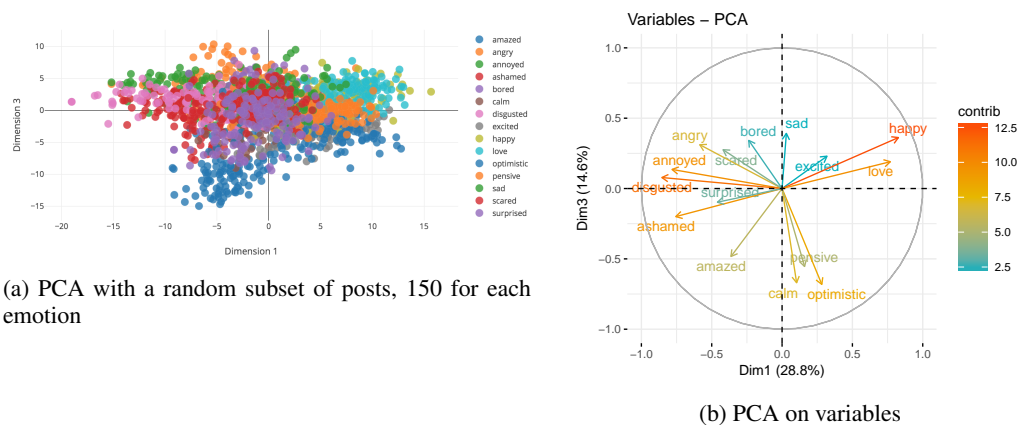 10
5
0
−5
−10
−15
Dimension 3
−20
−15
−10
−5
0
5
10
15
Dimension 1
amazed
angry
annoyed
ashamed
bored
calm
disgusted
excited
happy
love
optimistic
pensive
sad
scared
surprised
(a) PCA with a random subset of posts, 150 for each
emotion
Variables − PCA
1.0
0.5
0.0
−0.5
−1.0
Dim3 (14.6%)
angry
bored
sad
happy
annoyed
scared
excited
love
disgusted
surprised
ashamed
amazed
pensive
calm
optimistic
−1.0
−0.5
0.0
0.5
1.0
Dim1 (28.8%)
contrib
12.5
10.0
7.5
5.0
2.5
(b) PCA on variables